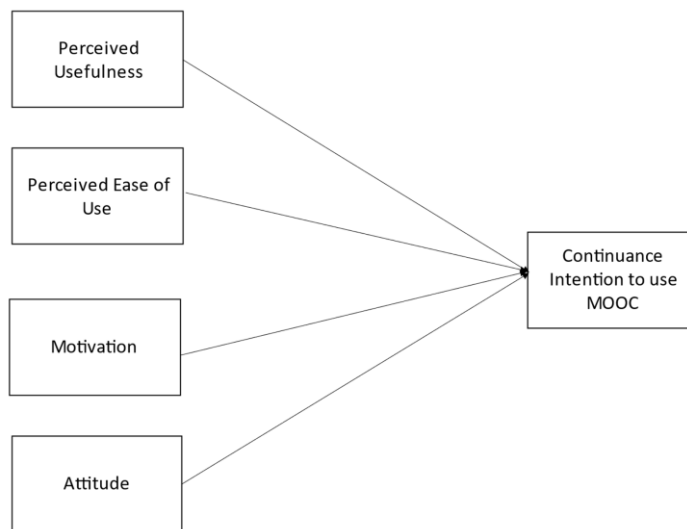 Perceived
Usefulness
Perceived Ease of
Use
Motivation
Attitude
Continuance
Intention to use
MOOC